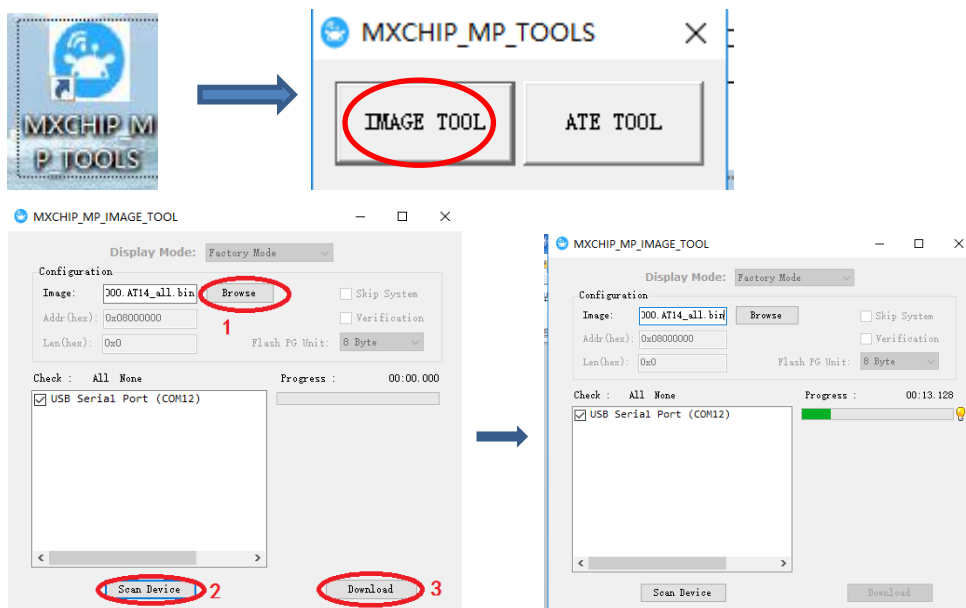 MXCHIP_M
P_TOOLS
MXCHIP_MP_TOOLS
IMAGE TOOL
ATE TOOL
MXCHIP_MP_IMAGE_TOOL
Display Mode: Factory Mode
Configuration
Image: 000.AT14_all.bin Browse Skip System
1
Addr(hex): 0x08000000 Verification
Len(hex): 0x0 Flash PG Unit: 8 Byte
Check : All None Progress : 00:00.000
USB Serial Port (COM12)
Scan Device 2 Download 3
MXCHIP_MP_IMAGE_TOOL
Display Mode: Factory Mode
Configuration
Image: 000.AT14_all.bin Browse Skip System
Addr(hex): 0x08000000 Verification
Len(hex): 0x0 Flash PG Unit: 8 Byte
Check : All None Progress : 00:13.128
USB Serial Port (COM12)
Scan Device Download